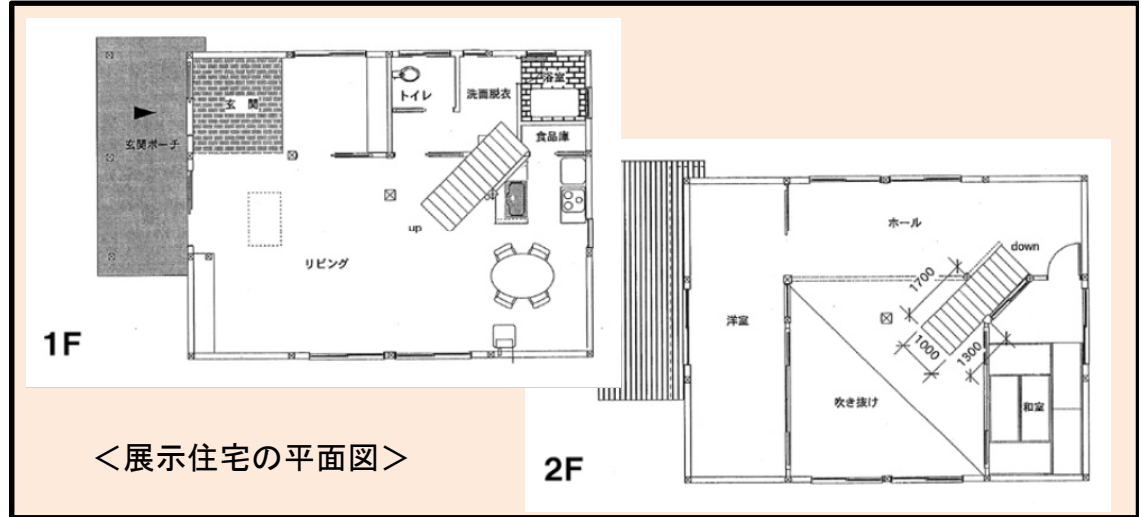 玄関
トイレ
洗面脱衣
浴室
玄関ポーチ
食品庫
up
リビング
1F
ホール
down
1700
洋室
1000
1300
吹き抜け
和室
<展示住宅の平面図>
2F